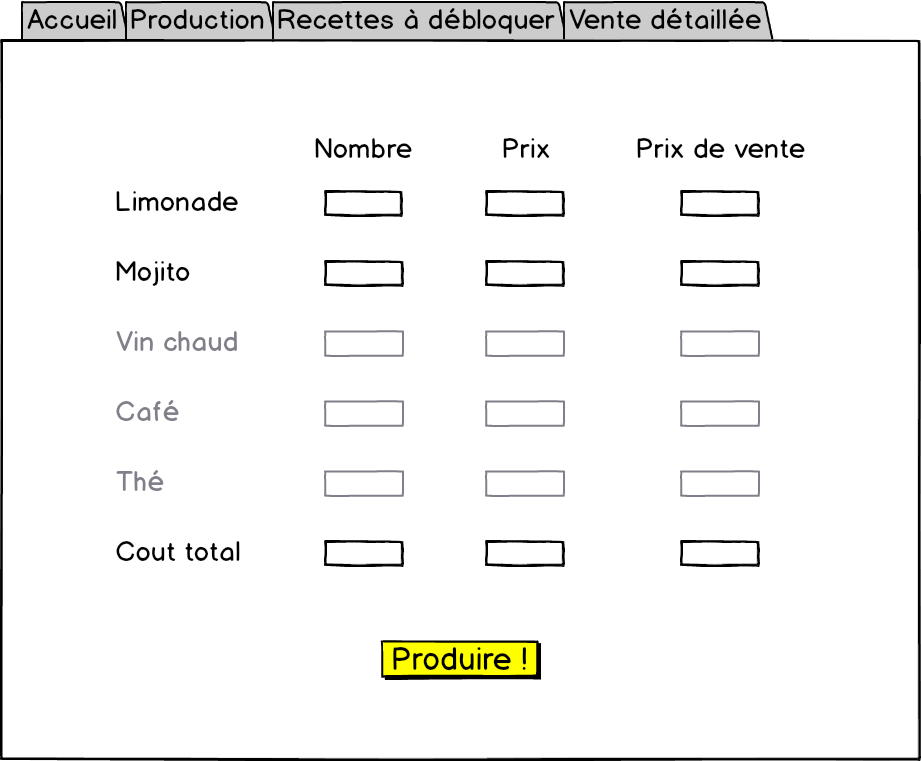 Accueil Production Recettes à débloquer Vente détaillée
Nombre Prix Prix de vente
Limonade
Mojito
Vin chaud
Café
Thé
Cout total
Produire !